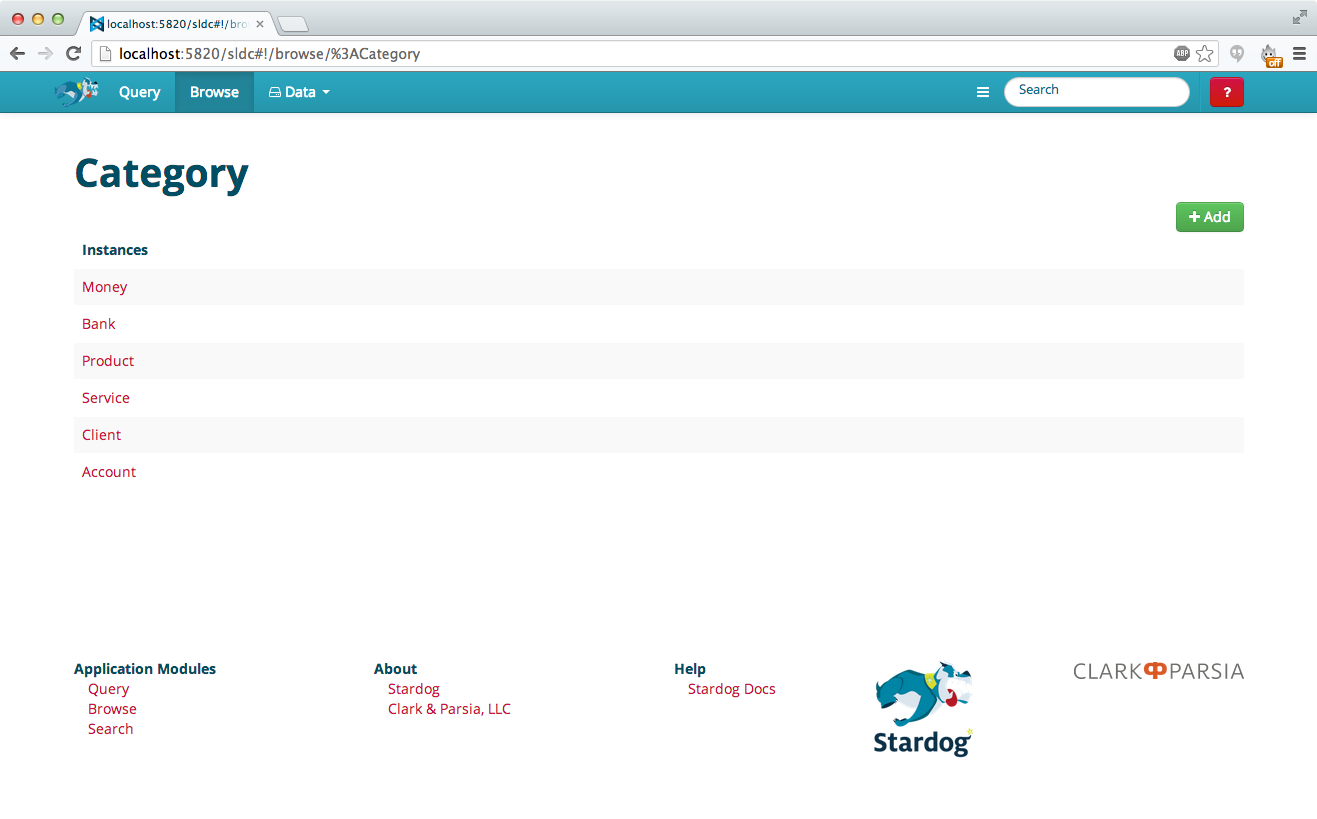 localhost:5820/sldc#!/bro
localhost:5820/sldc#!/browse/%3ACategory
ABP
off
Query
Browse
Data
Search
?
Category
Add
Instances
Money
Bank
Product
Service
Client
Account
Application Modules
Query
Browse
Search
About
Stardog
Clark & Parsia, LLC
Help
Stardog Docs
Stardog
CLARK PARSIA